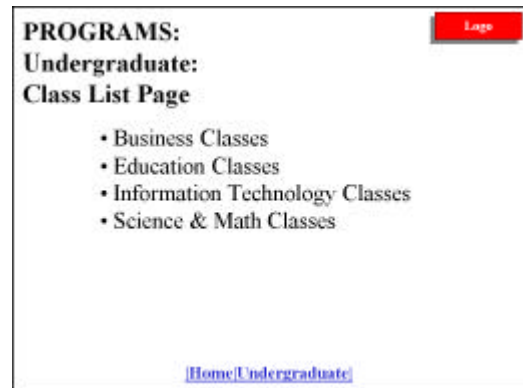 PROGRAMS:
Logo
Undergraduate:
Class List Page
• Business Classes
• Education Classes
• Information Technology Classes
• Science & Math Classes
|Home|Undergraduate|